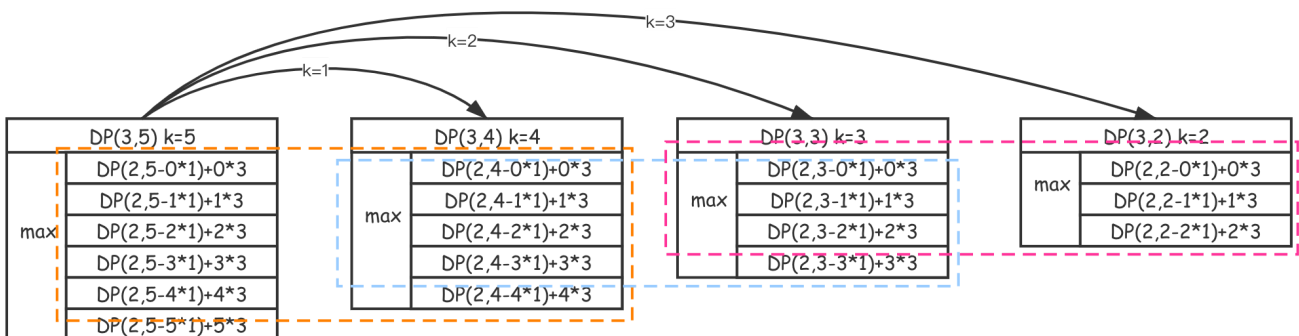 k=3
k=2
k=1
DP(3,5) k=5
max
DP(2,5-0*1)+0*3
DP(2,5-1*1)+1*3
DP(2,5-2*1)+2*3
DP(2,5-3*1)+3*3
DP(2,5-4*1)+4*3
DP(2,5-5*1)+5*3
DP(3,4) k=4
max
DP(2,4-0*1)+0*3
DP(2,4-1*1)+1*3
DP(2,4-2*1)+2*3
DP(2,4-3*1)+3*3
DP(2,4-4*1)+4*3
DP(3,3) k=3
max
DP(2,3-0*1)+0*3
DP(2,3-1*1)+1*3
DP(2,3-2*1)+2*3
DP(2,3-3*1)+3*3
DP(3,2) k=2
max
DP(2,2-0*1)+0*3
DP(2,2-1*1)+1*3
DP(2,2-2*1)+2*3